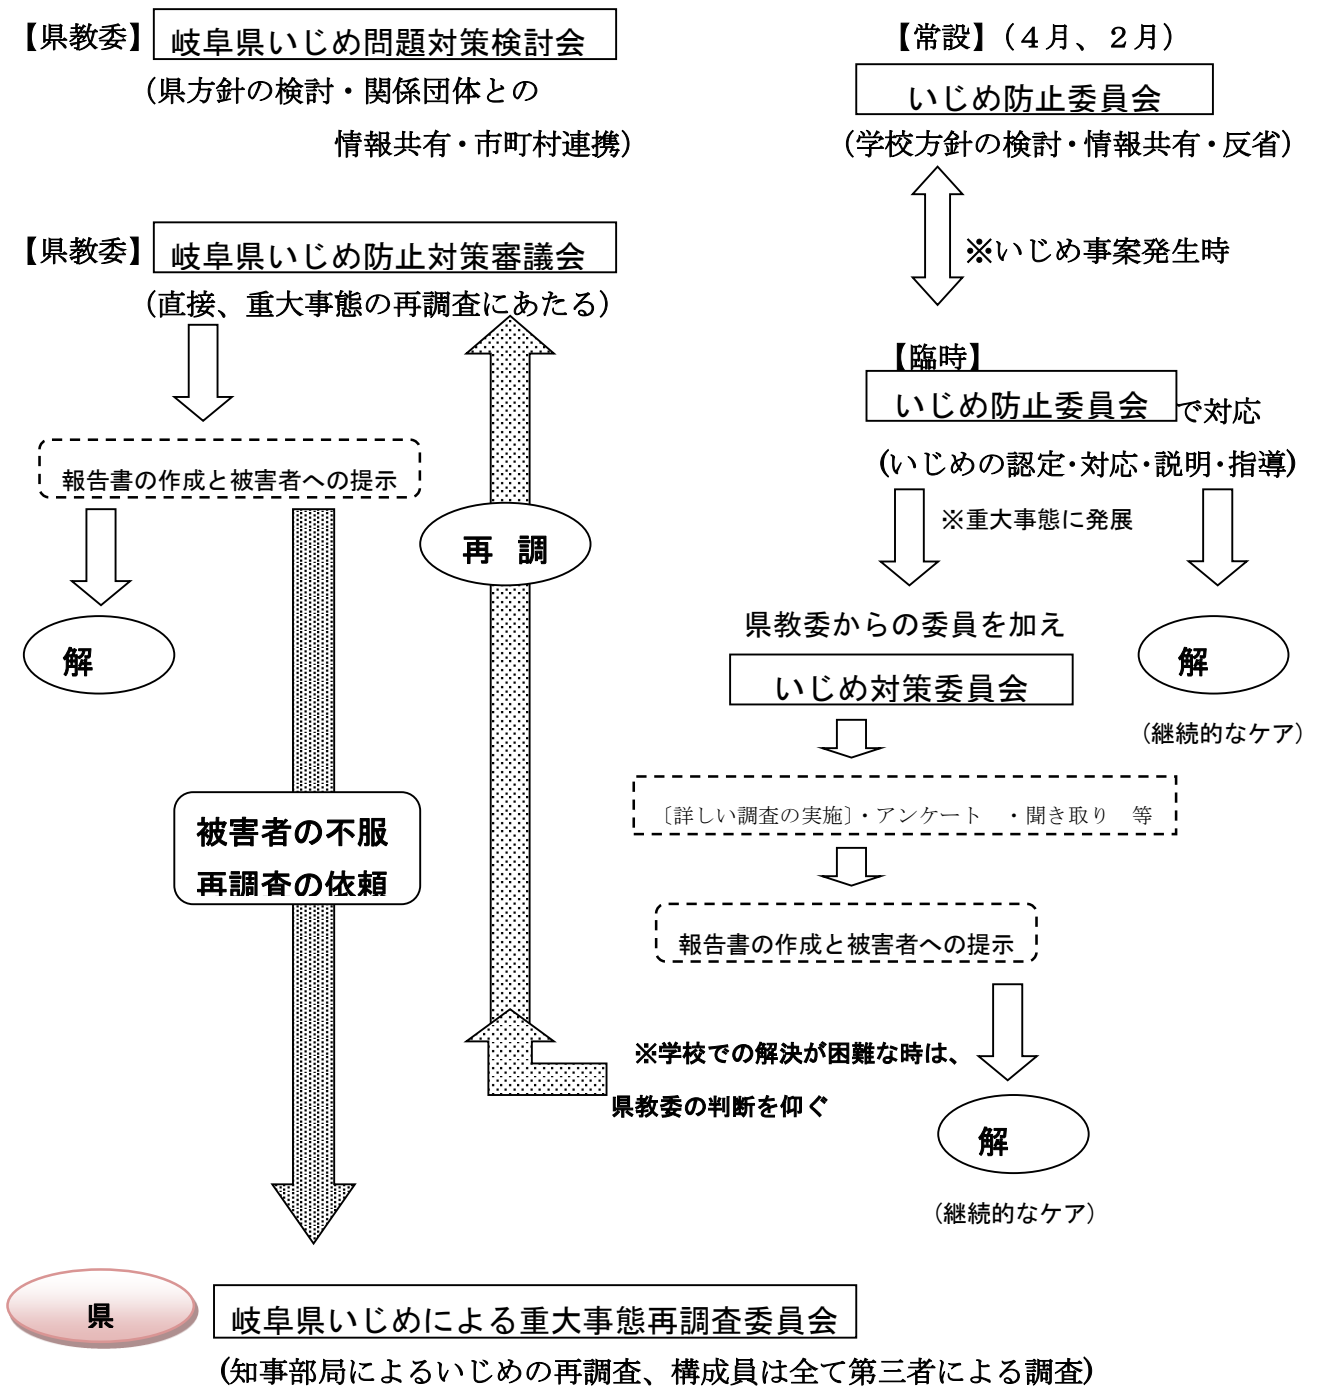 【県教委】 岐阜県いじめ問題対策検討会
(県方針の検討・関係団体との
情報共有・市町村連携)
【県教委】 岐阜県いじめ防止対策審議会
(直接、重大事態の再調査にあたる)
報告書の作成と被害者への提示
解
再 調
被害者の不服
再調査の依頼
【常設】(4月、2月)
いじめ防止委員会
(学校方針の検討・情報共有・反省)
※いじめ事案発生時
【臨時】
いじめ防止委員会 で対応
(いじめの認定・対応・説明・指導)
※重大事態に発展
県教委からの委員を加え
いじめ対策委員会
解
(継続的なケア)
〔詳しい調査の実施〕・アンケート ・聞き取り 等
報告書の作成と被害者への提示
※学校での解決が困難な時は、
県教委の判断を仰ぐ
解
(継続的なケア)
県 岐阜県いじめによる重大事態再調査委員会
(知事部局によるいじめの再調査、構成員は全て第三者による調査)